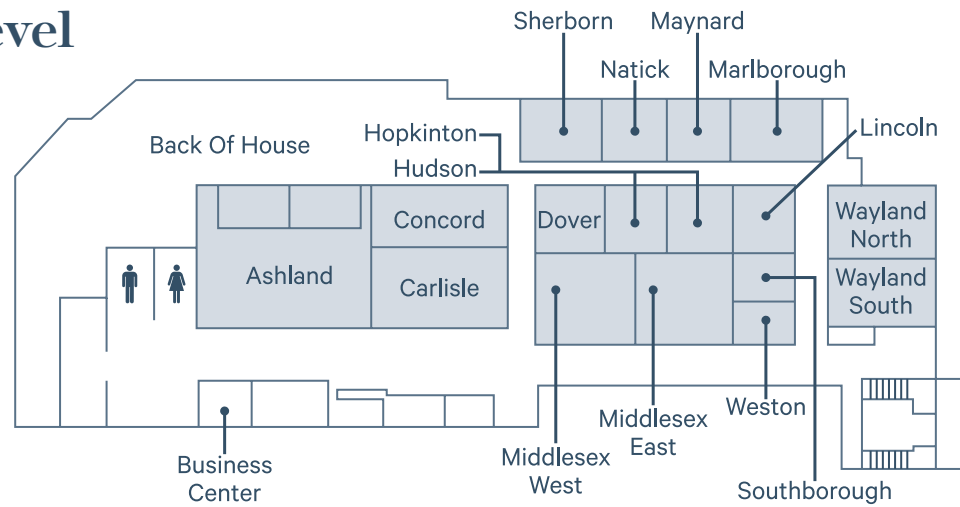 evel
Sherborn
Maynard
Natick
Marlborough
Hopkinton
Hudson
Lincoln
Back Of House
Concord
Dover
Wayland
North
Ashland
Carlisle
Wayland
South
Weston
Middlesex
East
Middlesex
West
Business
Center
Southborough